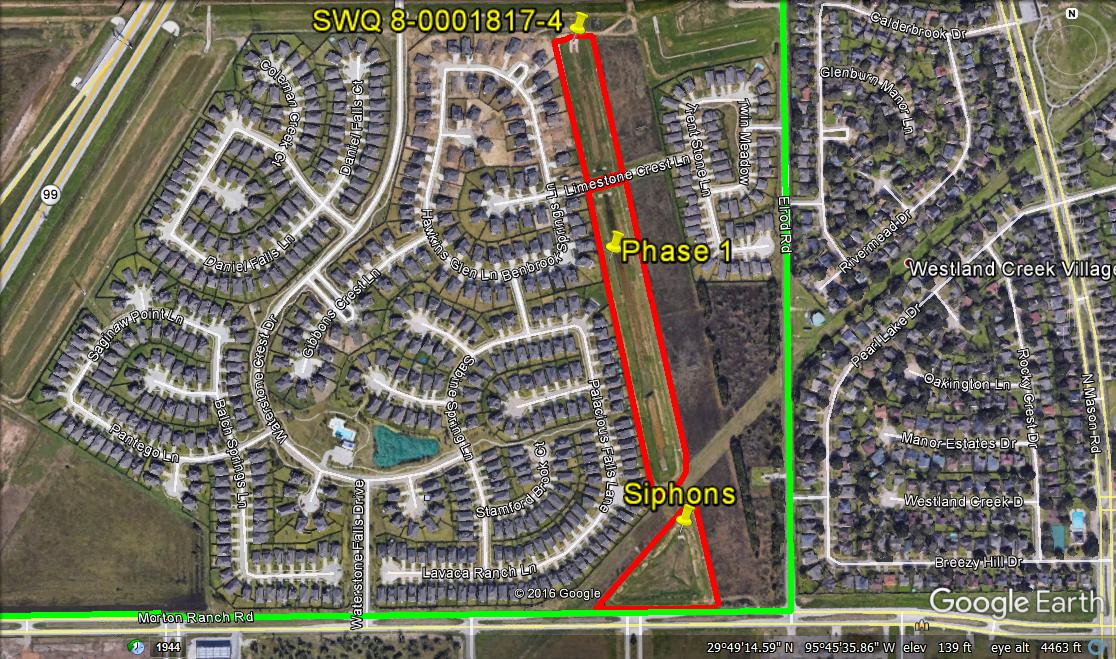 SWQ 8-0001817-4
N
Calderbrook Dr
Coleman Creek Ct
Daniel Falls Ct
Glenburn Manor Ln
Trent Stone Ln
Twin Meadow
99
Limestone Crest Ln
Elrod Rd
Rivermead Dr
Hawkins Glen Ln
Benbrook Springs Ln
Phase 1
Daniel Falls Ln
Westland Creek Village
Gibbons Crest Ln
Saginaw Point Ln
Pearl Lake Dr
Waterstone Crest Dr
Sabine Spring Ln
Palacious Falls Lane
Oakington Ln
Rocky Crest Dr
N Mason Rd
Balch Springs Ln
Pantego Ln
Manor Estates Dr
Stamford Brook Ct
Siphons
Westland Creek D
Waterstone Falls Drive
Lavaca Ranch Ln
Breezy Hill Dr
© 2016 Google
Google Earth
Morton Ranch Rd
1944
29°49'14.59" N 95°45'35.86" W elev 139 ft eye alt 4463 ft